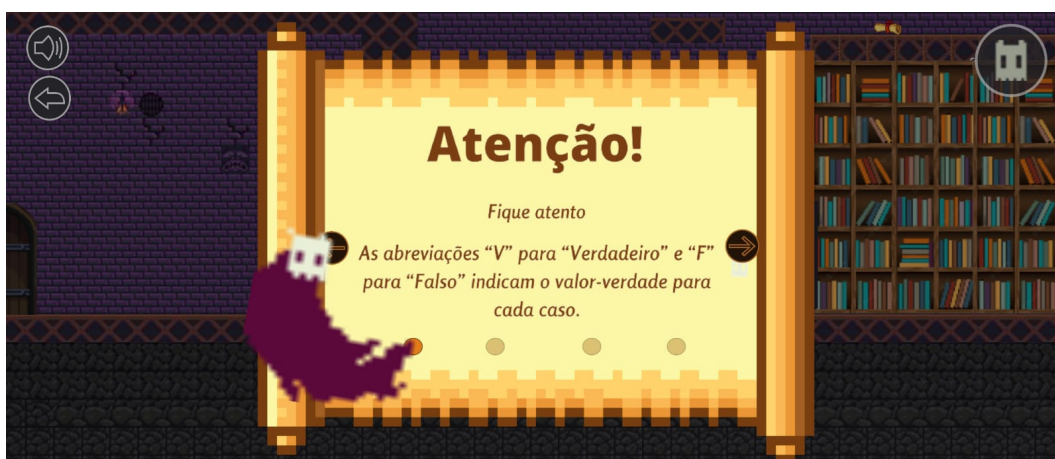 Atenção!
Fique atento
As abreviações “V” para “Verdadeiro” e “F”
para “Falso” indicam o valor-verdade para
cada caso.